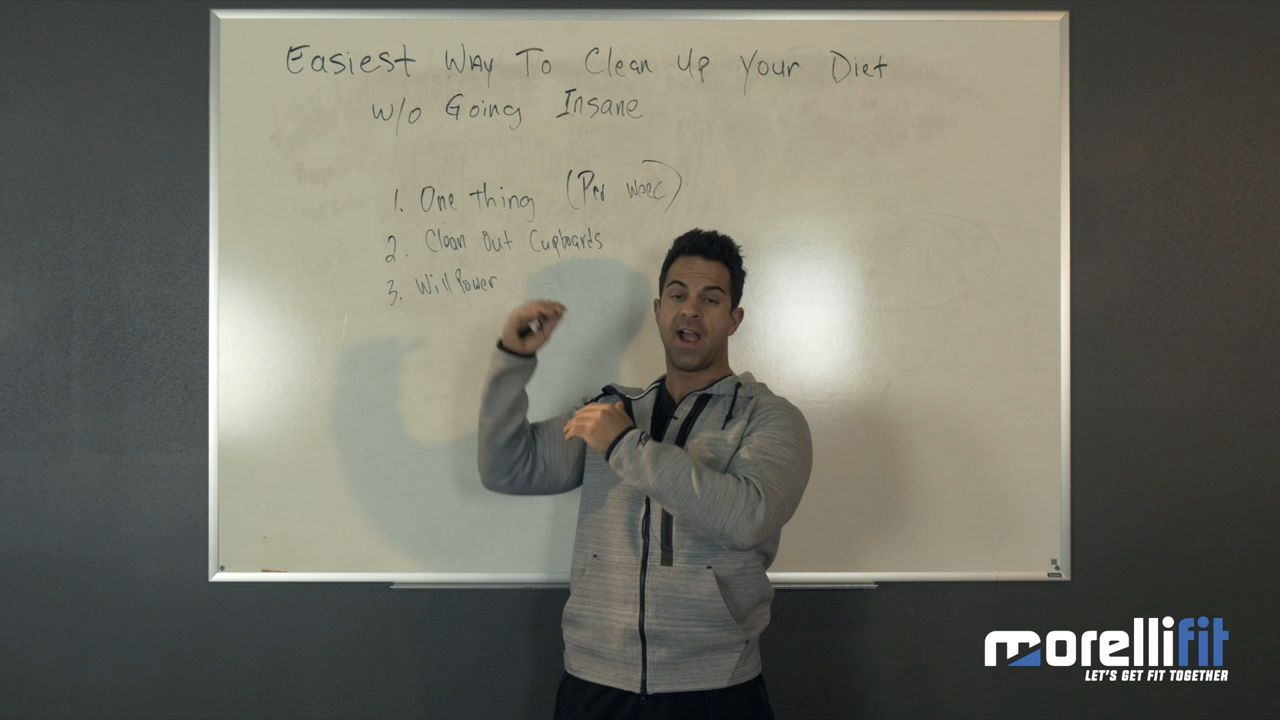 Easiest Way To Clean Up Your Diet
w/o Going Insane
1. One thing (Per week)
2. Clean Out Cupboards
3. Will Power
morellifit
LET'S GET FIT TOGETHER